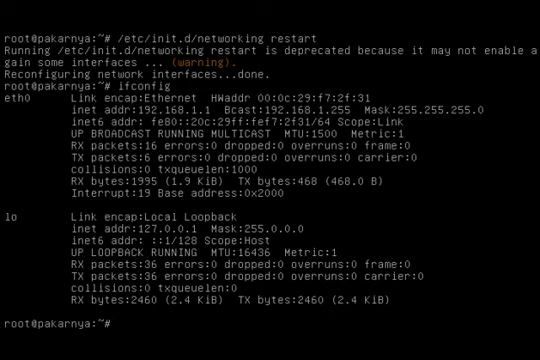 root@pakarnya:~# /etc/init.d/networking restart
Running /etc/init.d/networking restart is deprecated because it may not enable a
gain some interfaces ... (warning).
Reconfiguring network interfaces...done.
root@pakarnya:~# ifconfig
eth0      Link encap:Ethernet  HWaddr 00:0c:29:f7:2f:31
          inet addr:192.168.1.1  Bcast:192.168.1.255  Mask:255.255.255.0
          inet6 addr: fe80::20c:29ff:fef7:2f31/64 Scope:Link
          UP BROADCAST RUNNING MULTICAST  MTU:1500  Metric:1
          RX packets:16 errors:0 dropped:0 overruns:0 frame:0
          TX packets:6 errors:0 dropped:0 overruns:0 carrier:0
          collisions:0 txqueuelen:1000
          RX bytes:1995 (1.9 KiB)  TX bytes:468 (468.0 B)
          Interrupt:19 Base address:0x2000
lo        Link encap:Local Loopback
          inet addr:127.0.0.1  Mask:255.0.0.0
          inet6 addr: ::1/128 Scope:Host
          UP LOOPBACK RUNNING  MTU:16436  Metric:1
          RX packets:36 errors:0 dropped:0 overruns:0 frame:0
          TX packets:36 errors:0 dropped:0 overruns:0 carrier:0
          collisions:0 txqueuelen:0
          RX bytes:2460 (2.4 KiB)  TX bytes:2460 (2.4 KiB)
root@pakarnya:~#